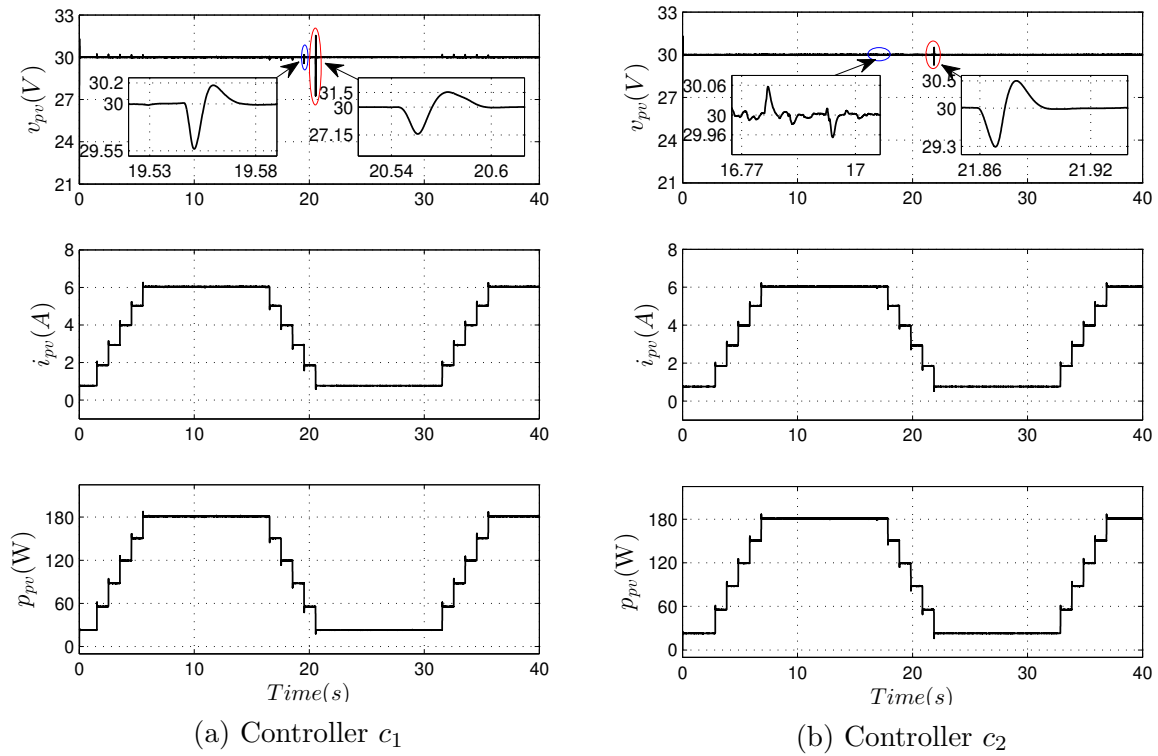 33
30
27
24
21
v_pv(V)
30.2
30
29.55
19.53 19.58
31.5
30
27.15
20.54 20.6
0 10 20 30 40
8
6
4
2
0
i_pv(A)
0 10 20 30 40
180
120
60
0
p_pv(W)
0 10 20 30 40
Time(s)
(a) Controller c₁
33
30
27
24
21
v_pv(V)
30.06
30
29.96
16.77 17
30.5
30
29.3
21.86 21.92
0 10 20 30 40
8
6
4
2
0
i_pv(A)
0 10 20 30 40
180
120
60
0
p_pv(W)
0 10 20 30 40
Time(s)
(b) Controller c₂